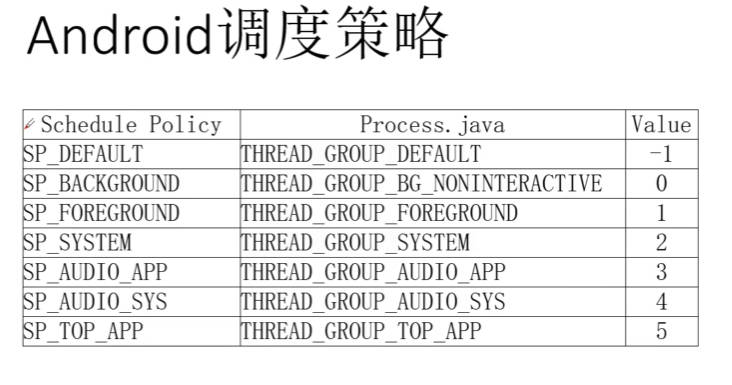 Android调度策略
Schedule Policy Process.java Value
SP_DEFAULT THREAD_GROUP_DEFAULT -1
SP_BACKGROUND THREAD_GROUP_BG_NONINTERACTIVE 0
SP_FOREGROUND THREAD_GROUP_FOREGROUND 1
SP_SYSTEM THREAD_GROUP_SYSTEM 2
SP_AUDIO_APP THREAD_GROUP_AUDIO_APP 3
SP_AUDIO_SYS THREAD_GROUP_AUDIO_SYS 4
SP_TOP_APP THREAD_GROUP_TOP_APP 5